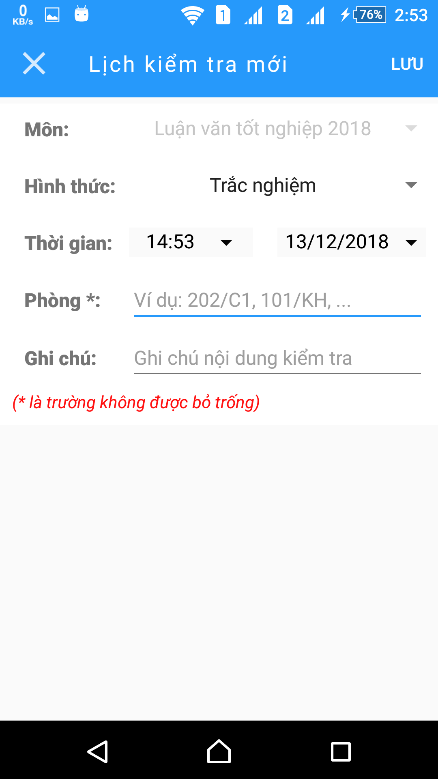 0 KB/s 1 2 76% 2:53
Lịch kiểm tra mới LƯU
Môn: Luận văn tốt nghiệp 2018
Hình thức: Trắc nghiệm
Thời gian: 14:53 13/12/2018
Phòng *: Ví dụ: 202/C1, 101/KH, ...
Ghi chú: Ghi chú nội dung kiểm tra
(* là trường không được bỏ trống)